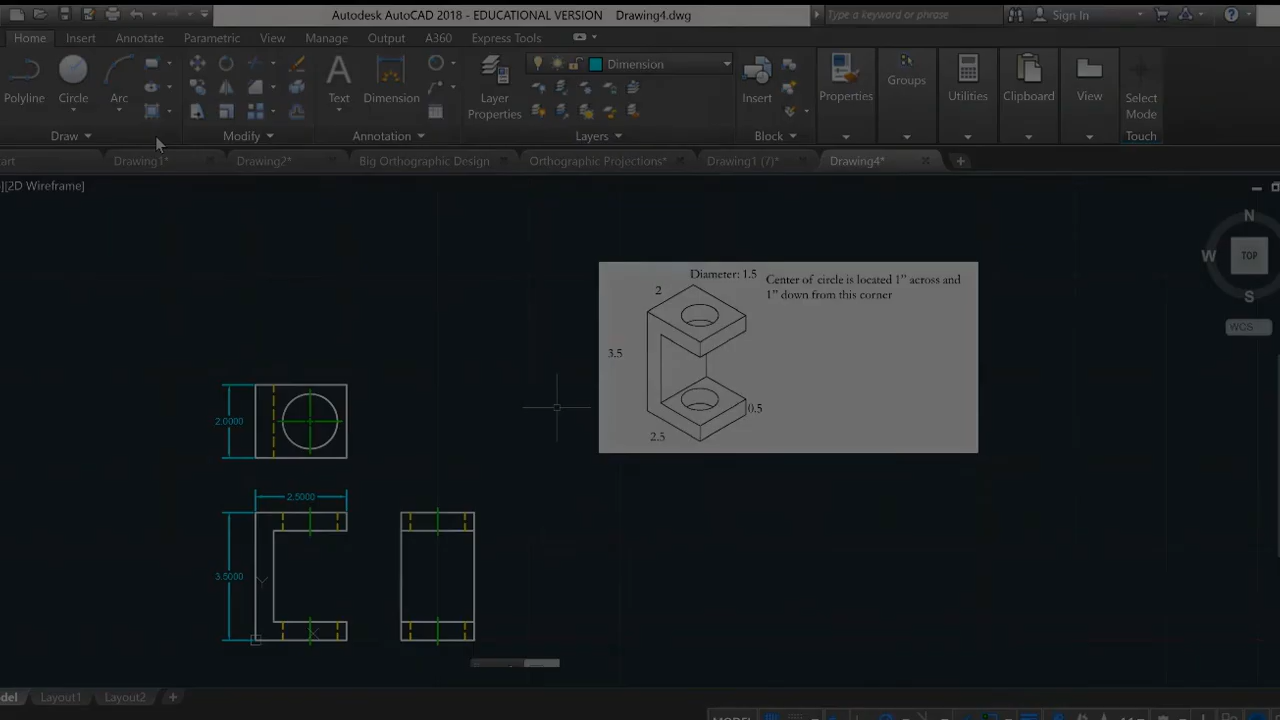 Autodesk AutoCAD 2018 - EDUCATIONAL VERSION Drawing4.dwg
Type a keyword or phrase
Sign In
Home Insert Annotate Parametric View Manage Output A360 Express Tools
Dimension
Polyline Circle Arc
Text Dimension
Layer Properties
Insert
Properties
Groups
Utilities
Clipboard
View
Select Mode
Draw Modify Annotation Layers Block Touch
Drawing1* Drawing2* Big Orthographic Design Orthographic Projections* Drawing1 (7)* Drawing4*
][2D Wireframe]
N
W TOP
S
WCS
Diameter: 1.5
Center of circle is located 1" across and
1" down from this corner
2
3.5
0.5
2.5
2.0000
2.5000
3.5000
Y
X
Layout1 Layout2
MODEL